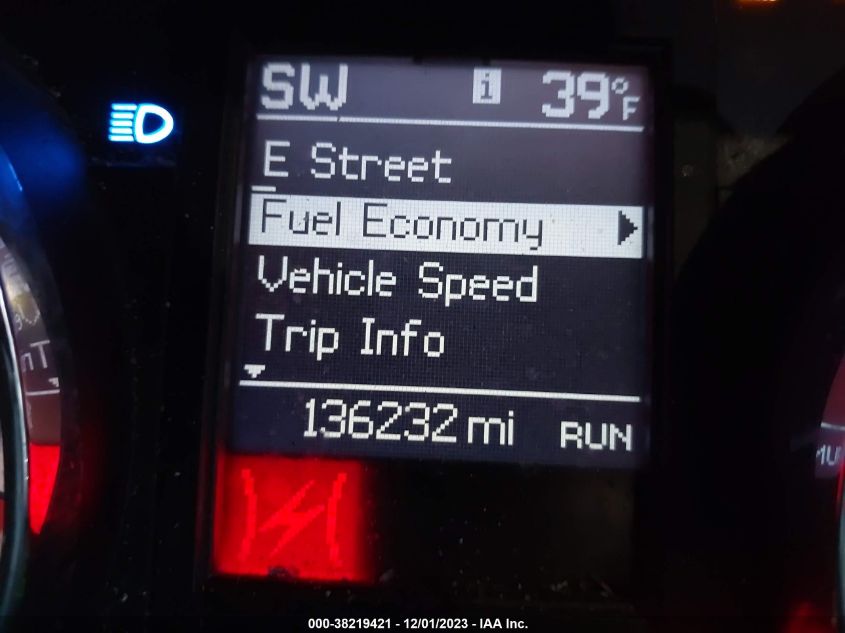 SW i 39°F
E Street
Fuel Economy
Vehicle Speed
Trip Info
136232 mi RUN
000-38219421 - 12/01/2023 - IAA Inc.